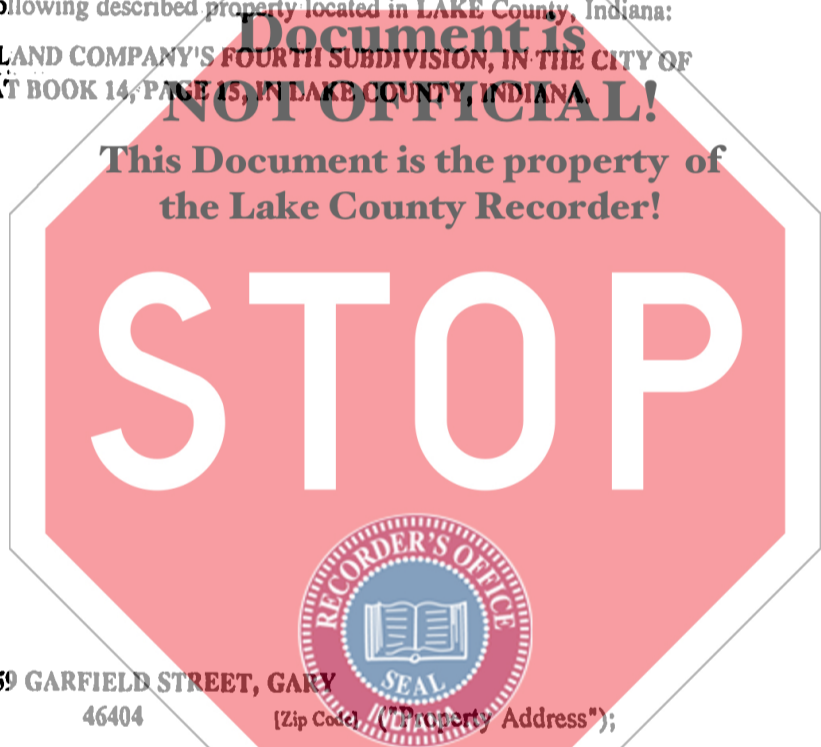 following described property located in LAKE County, Indiana:
Document is
LAND COMPANY'S FOURTH SUBDIVISION, IN THE CITY OF
BOOK 14, PAGE 15, IN LAKE COUNTY, INDIANA.
NOT OFFICIAL!
This Document is the property of
the Lake County Recorder!
STOP
RECORDER'S OFFICE
SEAL
9 GARFIELD STREET, GARY
46404 [Zip Code] ("Property Address");